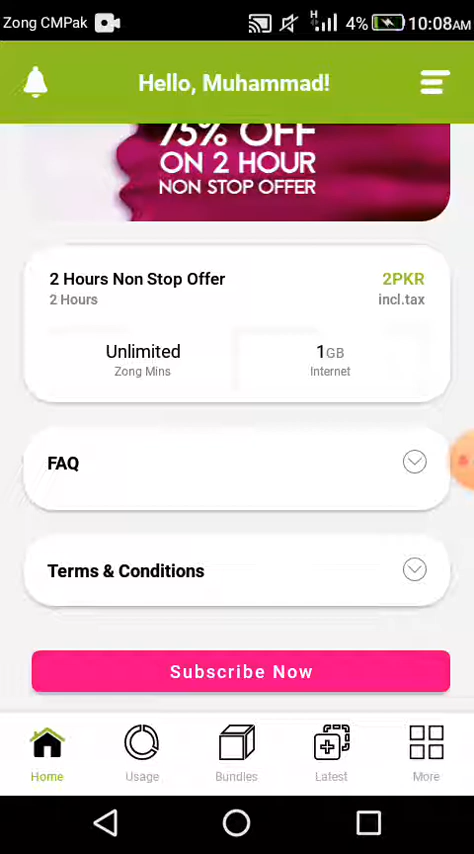 Zong CMPak
H
4%
10:08AM
Hello, Muhammad!
75% OFF
ON 2 HOUR
NON STOP OFFER
2 Hours Non Stop Offer 2PKR
2 Hours incl.tax
Unlimited 1GB
Zong Mins Internet
FAQ
Terms & Conditions
Subscribe Now
Home Usage Bundles Latest More